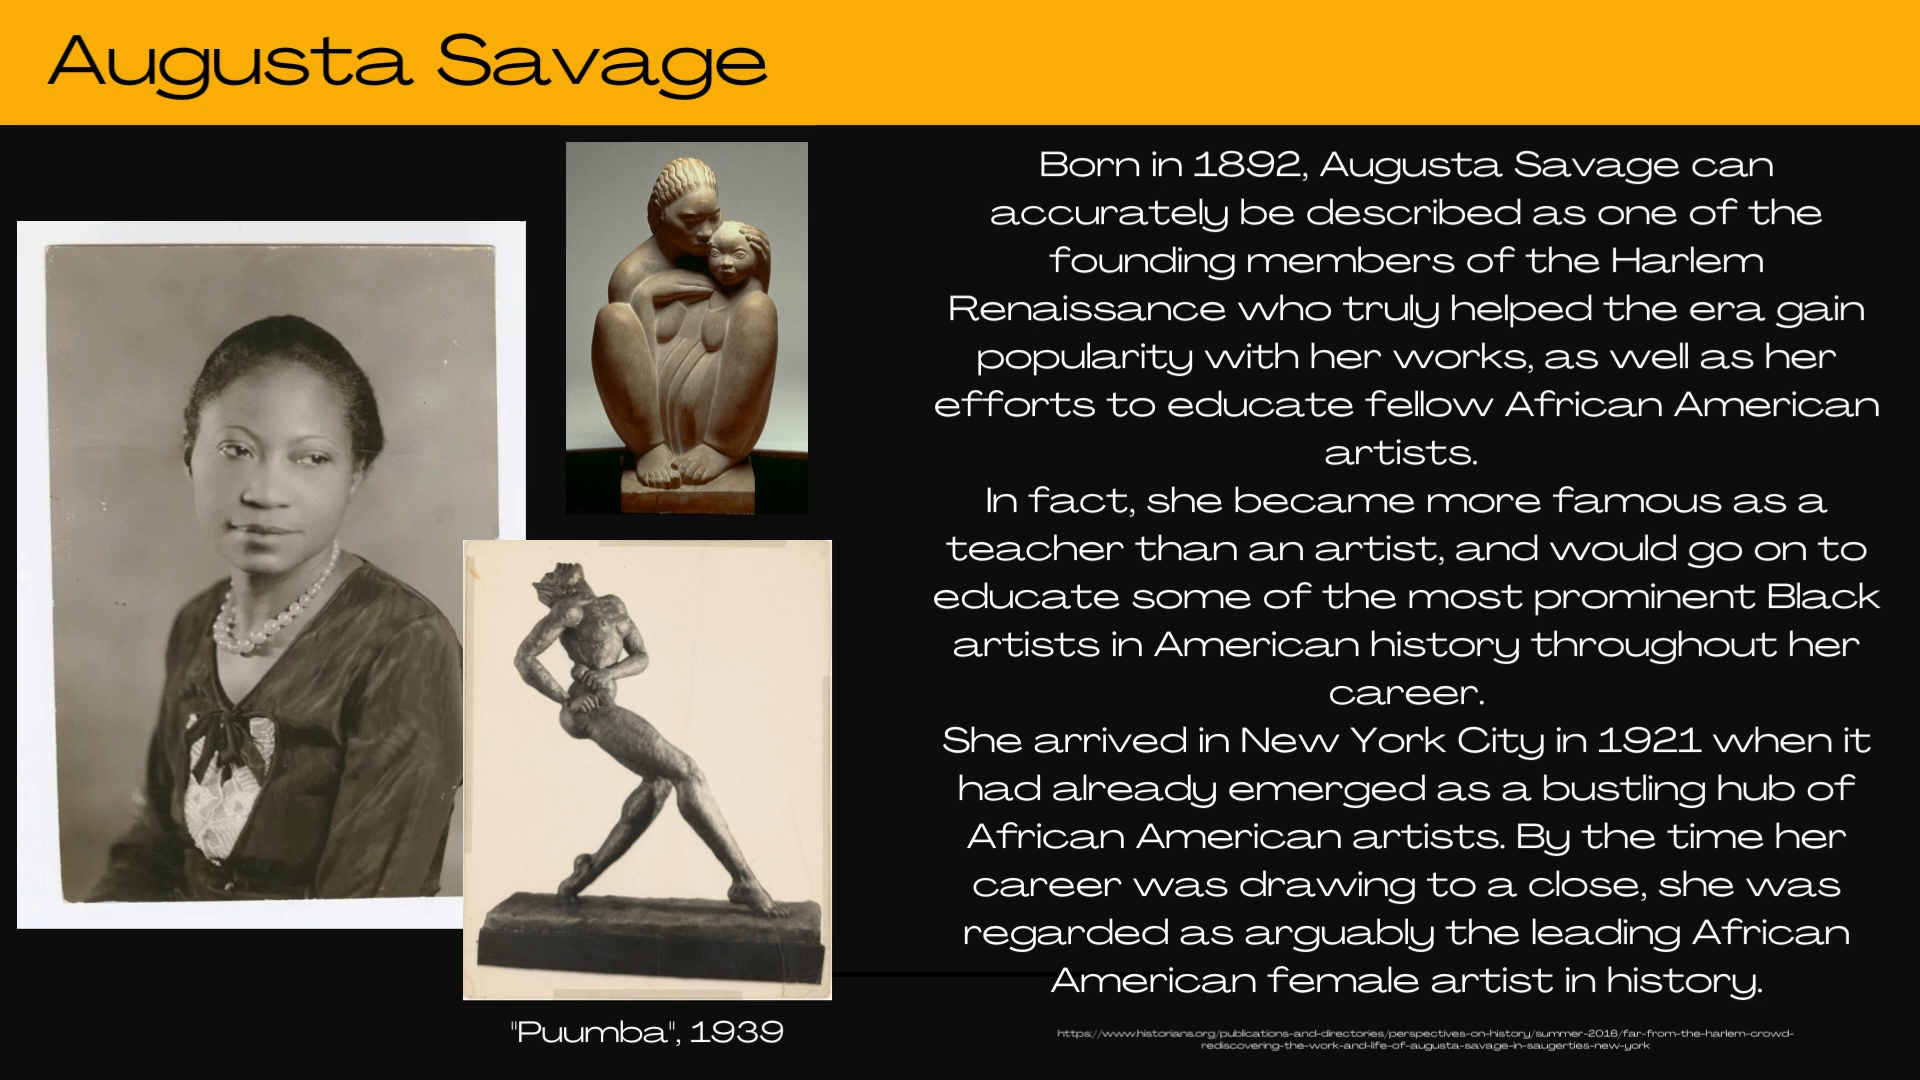 Augusta Savage
Born in 1892, Augusta Savage can
accurately be described as one of the
founding members of the Harlem
Renaissance who truly helped the era gain
popularity with her works, as well as her
efforts to educate fellow African American
artists.
In fact, she became more famous as a
teacher than an artist, and would go on to
educate some of the most prominent Black
artists in American history throughout her
career.
She arrived in New York City in 1921 when it
had already emerged as a bustling hub of
African American artists. By the time her
career was drawing to a close, she was
regarded as arguably the leading African
American female artist in history.
"Puumba", 1939
https://www.historians.org/publications-and-directories/perspectives-on-history/summer-2016/far-from-the-harlem-crowd-
rediscovering-the-work-and-life-of-augusta-savage-in-saugerties-new-york